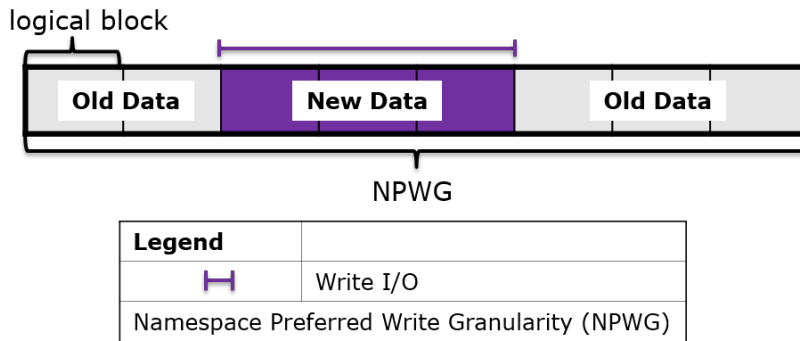 logical block
Old Data New Data Old Data
NPWG
Legend
Write I/O
Namespace Preferred Write Granularity (NPWG)